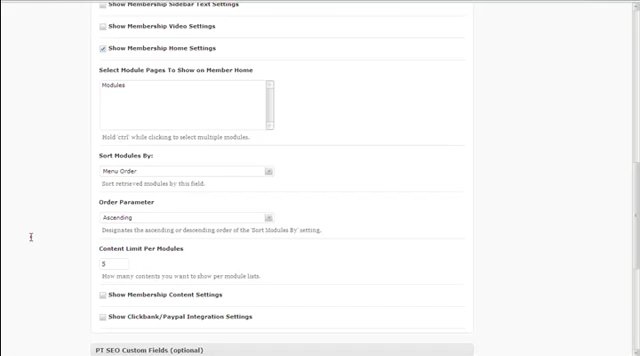 Show Membership Sidebar Text Settings
Show Membership Video Settings
Show Membership Home Settings
Select Module Pages To Show on Member Home
Modules
Hold 'ctrl' while clicking to select multiple modules.
Sort Modules By:
Menu Order
Sort retrieved modules by this field.
Order Parameter
Ascending
Designates the ascending or descending order of the 'Sort Modules By' setting.
Content Limit Per Modules
5
How many contents you want to show per module lists.
Show Membership Content Settings
Show Clickbank/Paypal Integration Settings
PT SEO Custom Fields (optional)